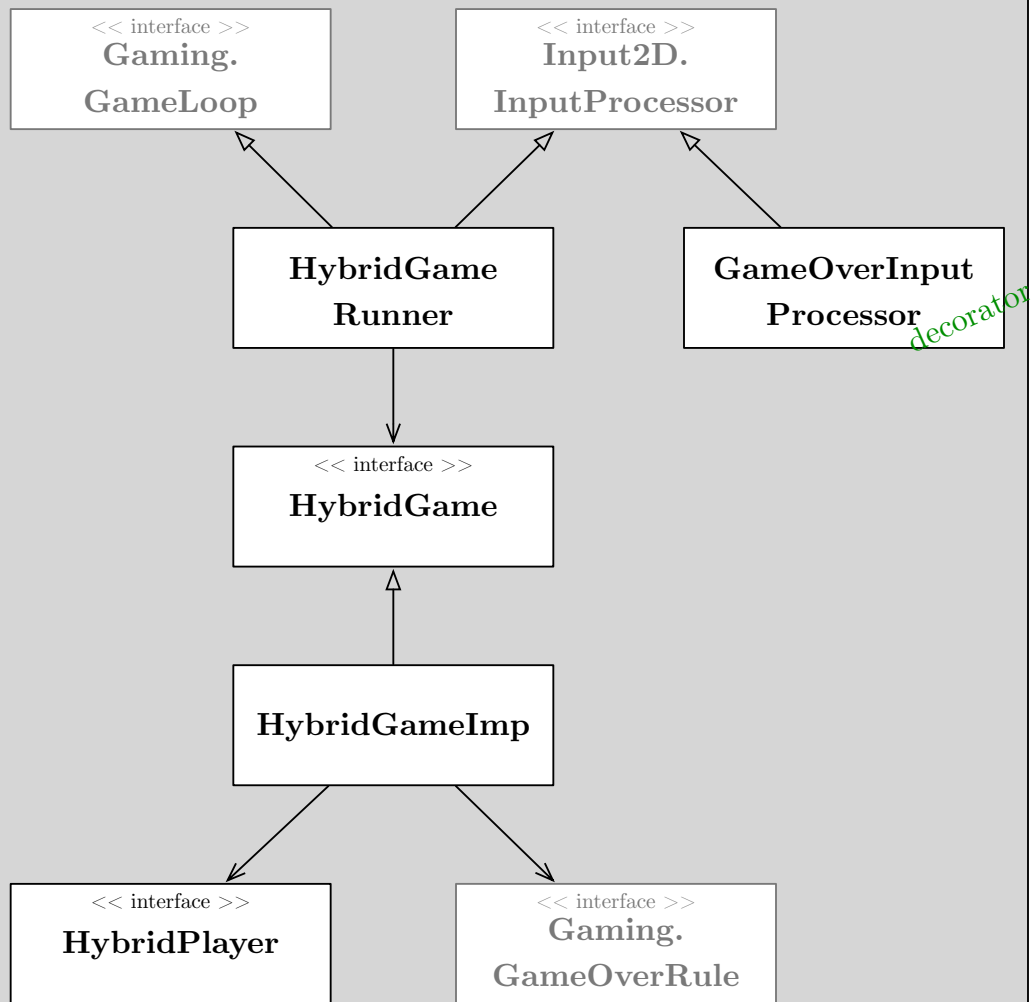 << interface >>
Gaming.
GameLoop
<< interface >>
Input2D.
InputProcessor
HybridGame
Runner
GameOverInput
Processor
decorator
<< interface >>
HybridGame
HybridGameImp
<< interface >>
HybridPlayer
<< interface >>
Gaming.
GameOverRule